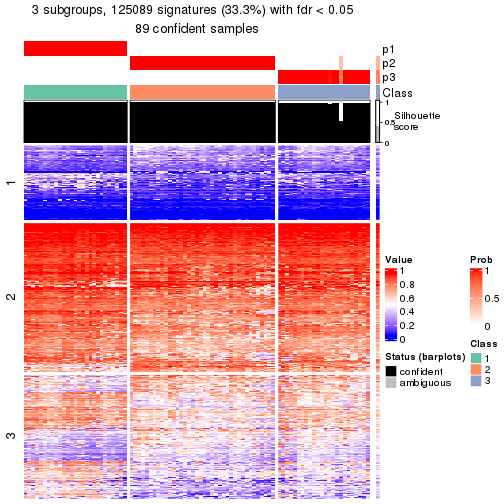 3 subgroups, 125089 signatures (33.3%) with fdr < 0.05
89 confident samples
p1
p2
p3
Class
1
0.5
0
Silhouette
score
1
2
3
Value
1
0.8
0.6
0.4
0.2
0
Prob
1
0.5
0
Status (barplots)
confident
ambiguous
Class
1
2
3